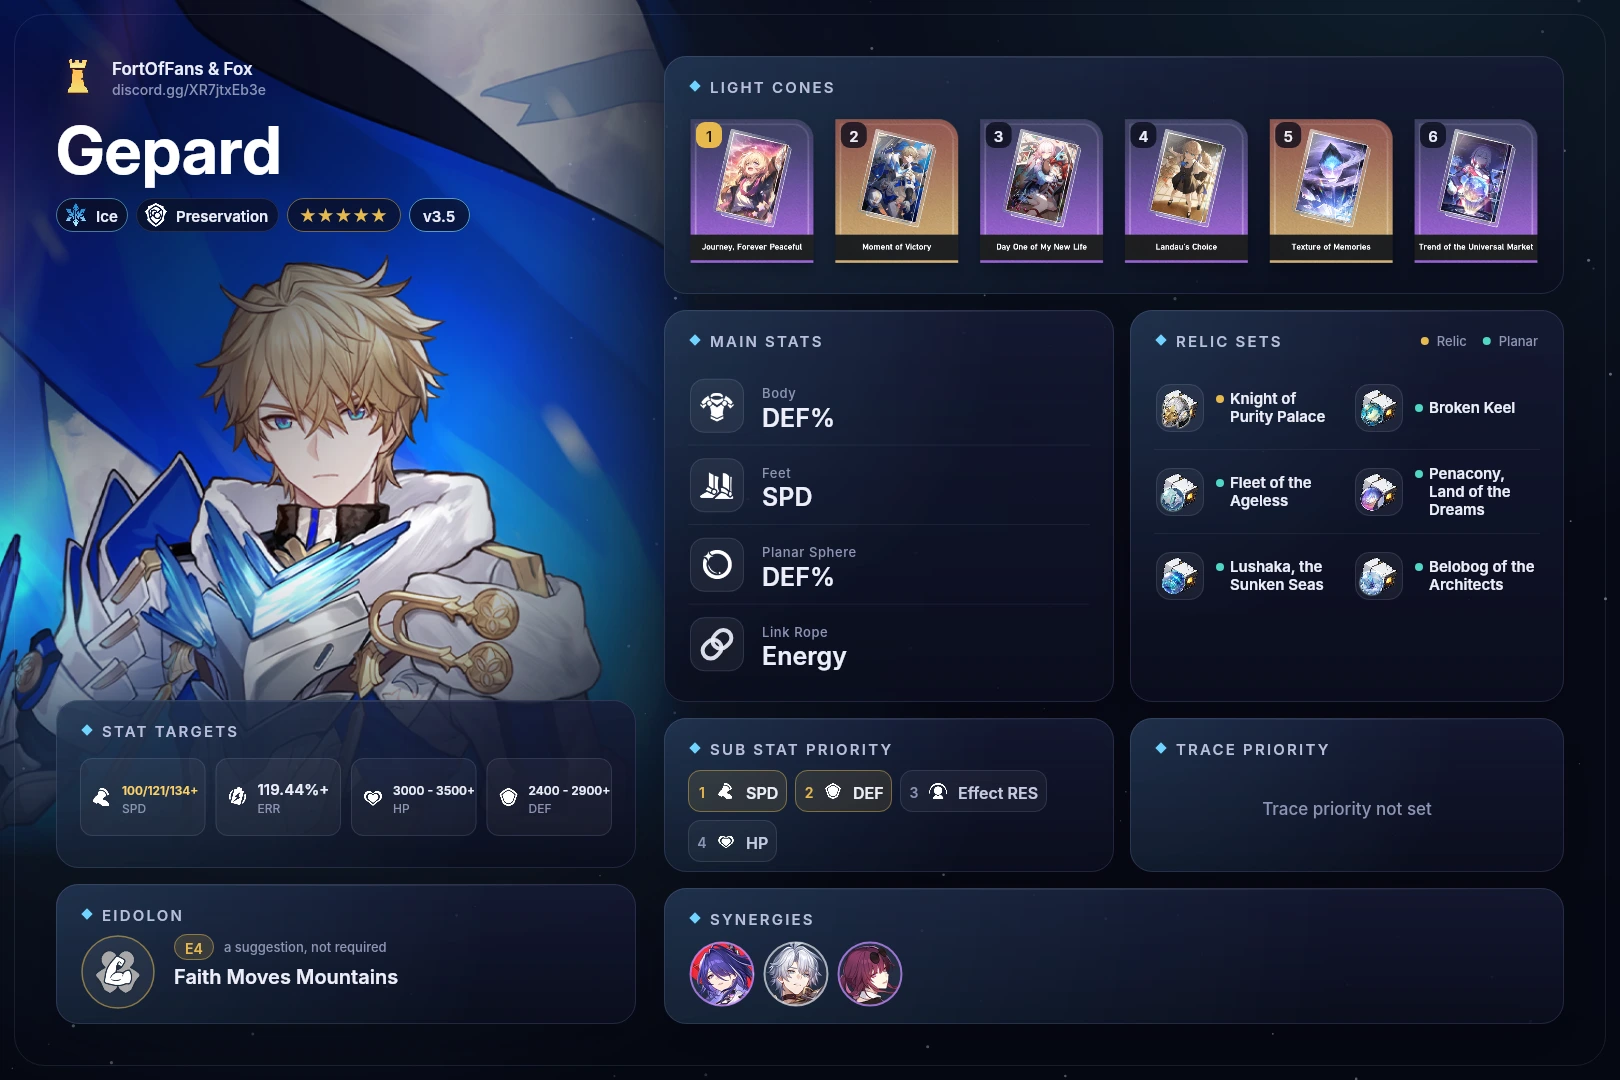 FortOfFans & Fox
discord.gg/XR7jtxEb3e
Gepard
Ice
Preservation
★★★★★
v3.5
STAT TARGETS
100/121/134+
SPD
119.44%+
ERR
3000 - 3500+
HP
2400 - 2900+
DEF
EIDOLON
E4 a suggestion, not required
Faith Moves Mountains
LIGHT CONES
1
Journey, Forever Peaceful
2
Moment of Victory
3
Day One of My New Life
4
Landau's Choice
5
Texture of Memories
6
Trend of the Universal Market
MAIN STATS
Body
DEF%
Feet
SPD
Planar Sphere
DEF%
Link Rope
Energy
RELIC SETS
Relic
Planar
Knight of
Purity Palace
Broken Keel
Fleet of the
Ageless
Penacony,
Land of the
Dreams
Lushaka, the
Sunken Seas
Belobog of the
Architects
SUB STAT PRIORITY
1 SPD
2 DEF
3 Effect RES
4 HP
TRACE PRIORITY
Trace priority not set
SYNERGIES